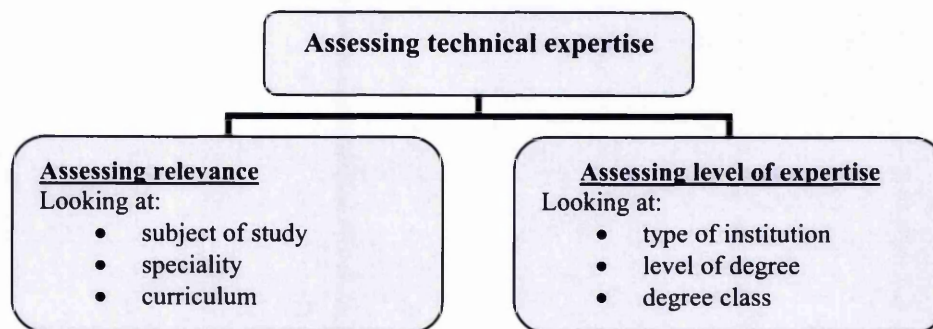 Assessing technical expertise
Assessing relevance
Looking at:
• subject of study
• speciality
• curriculum
Assessing level of expertise
Looking at:
• type of institution
• level of degree
• degree class